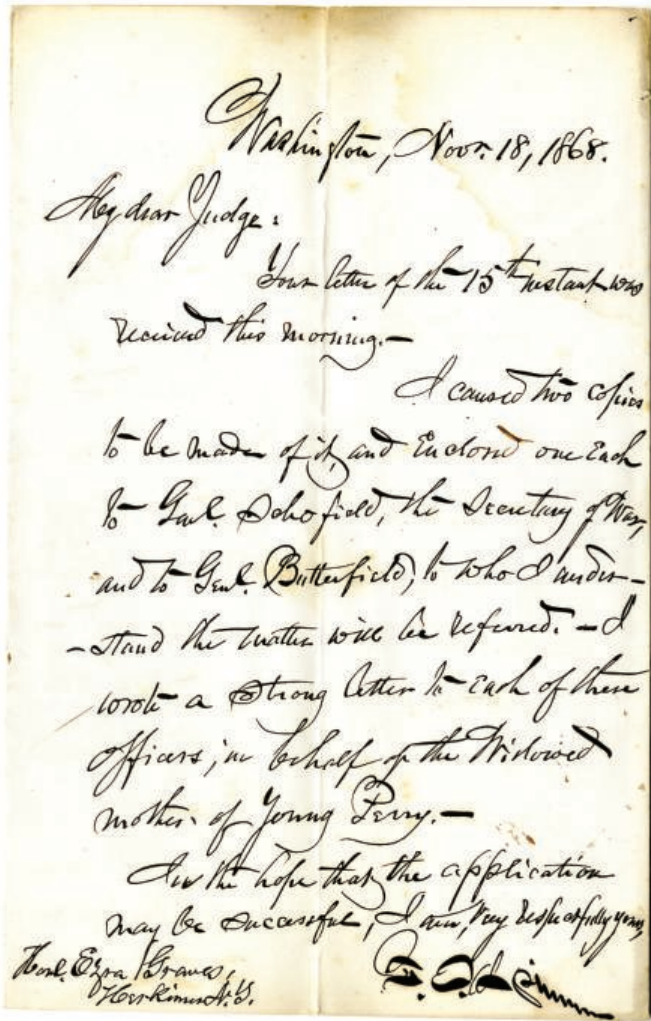 Washington, Novr. 18, 1868.
My dear Judge:
Your letter of the 15th instant was
received this morning.—
I caused two copies
to be made of it, and enclosed one each
to Genl. Schofield, the Secretary of War,
and to Genl. Butterfield, to who I under-
-stand the matter will be referred. — I
wrote a strong letter to each of these
officers, in behalf of the Widowed
mother of Young Perry.—
In the hope that the application
may be successful, I am, Very respectfully yours,
Honl. Ezra Graves,
Herkimer N.Y.